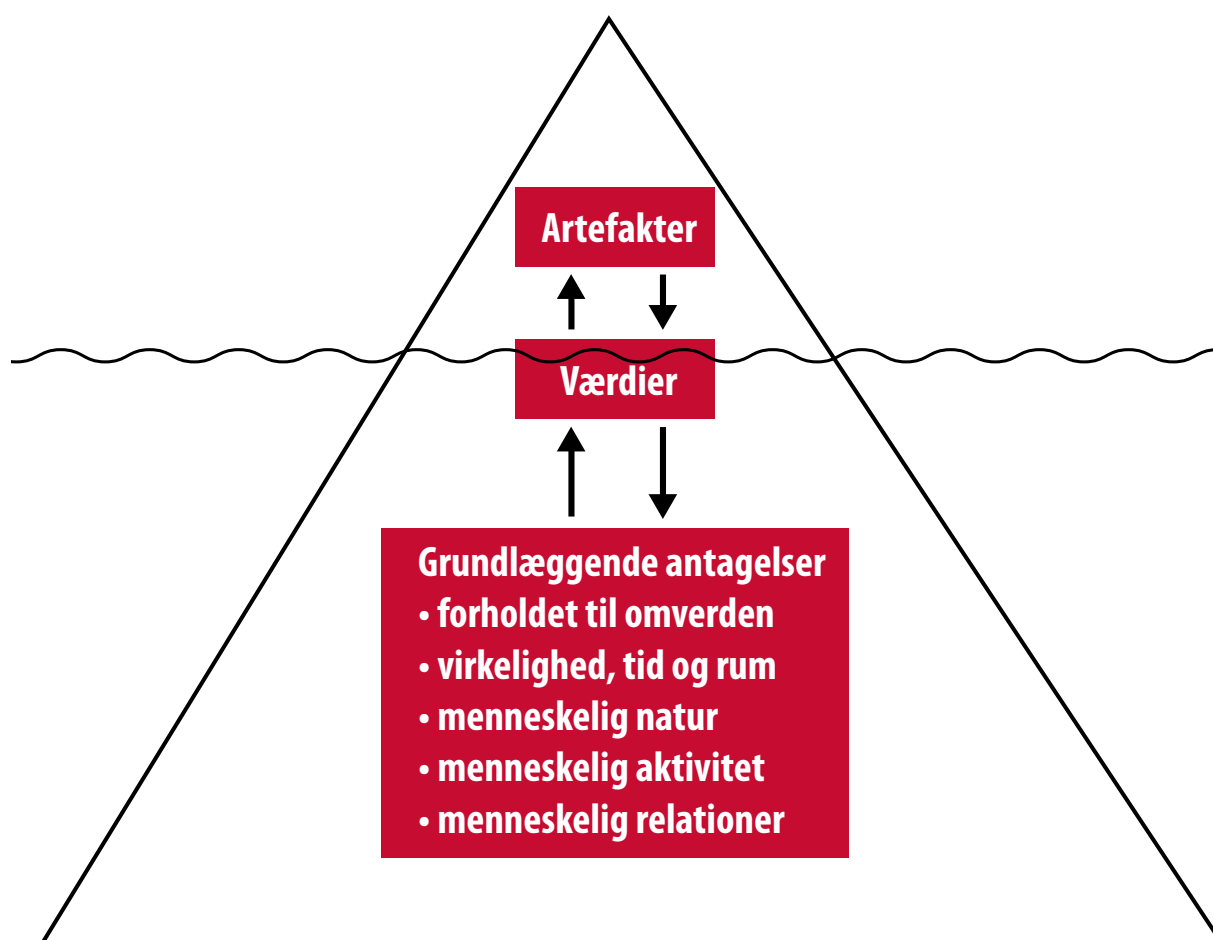 Artefakter
Værdier
Grundlæggende antagelser
• forholdet til omverden
• virkelighed, tid og rum
• menneskelig natur
• menneskelig aktivitet
• menneskelig relationer